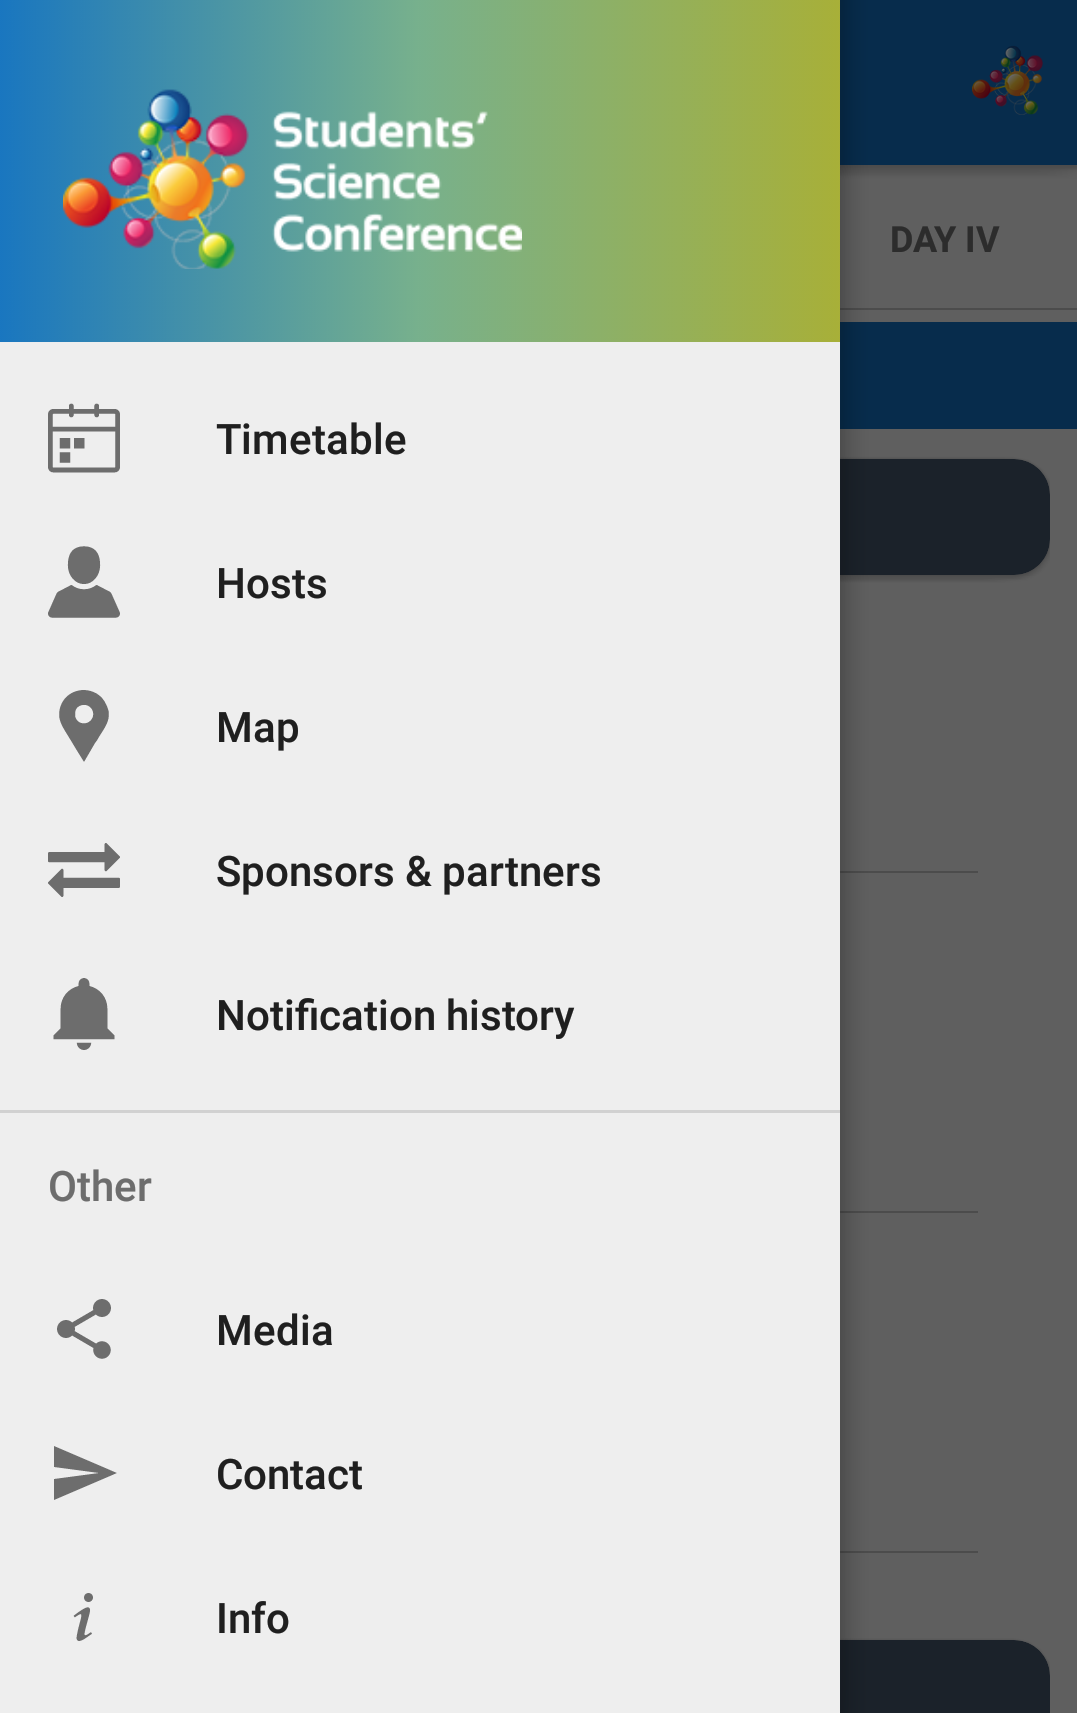 Students'
Science
Conference
DAY IV
Timetable
Hosts
Map
Sponsors & partners
Notification history
Other
Media
Contact
Info